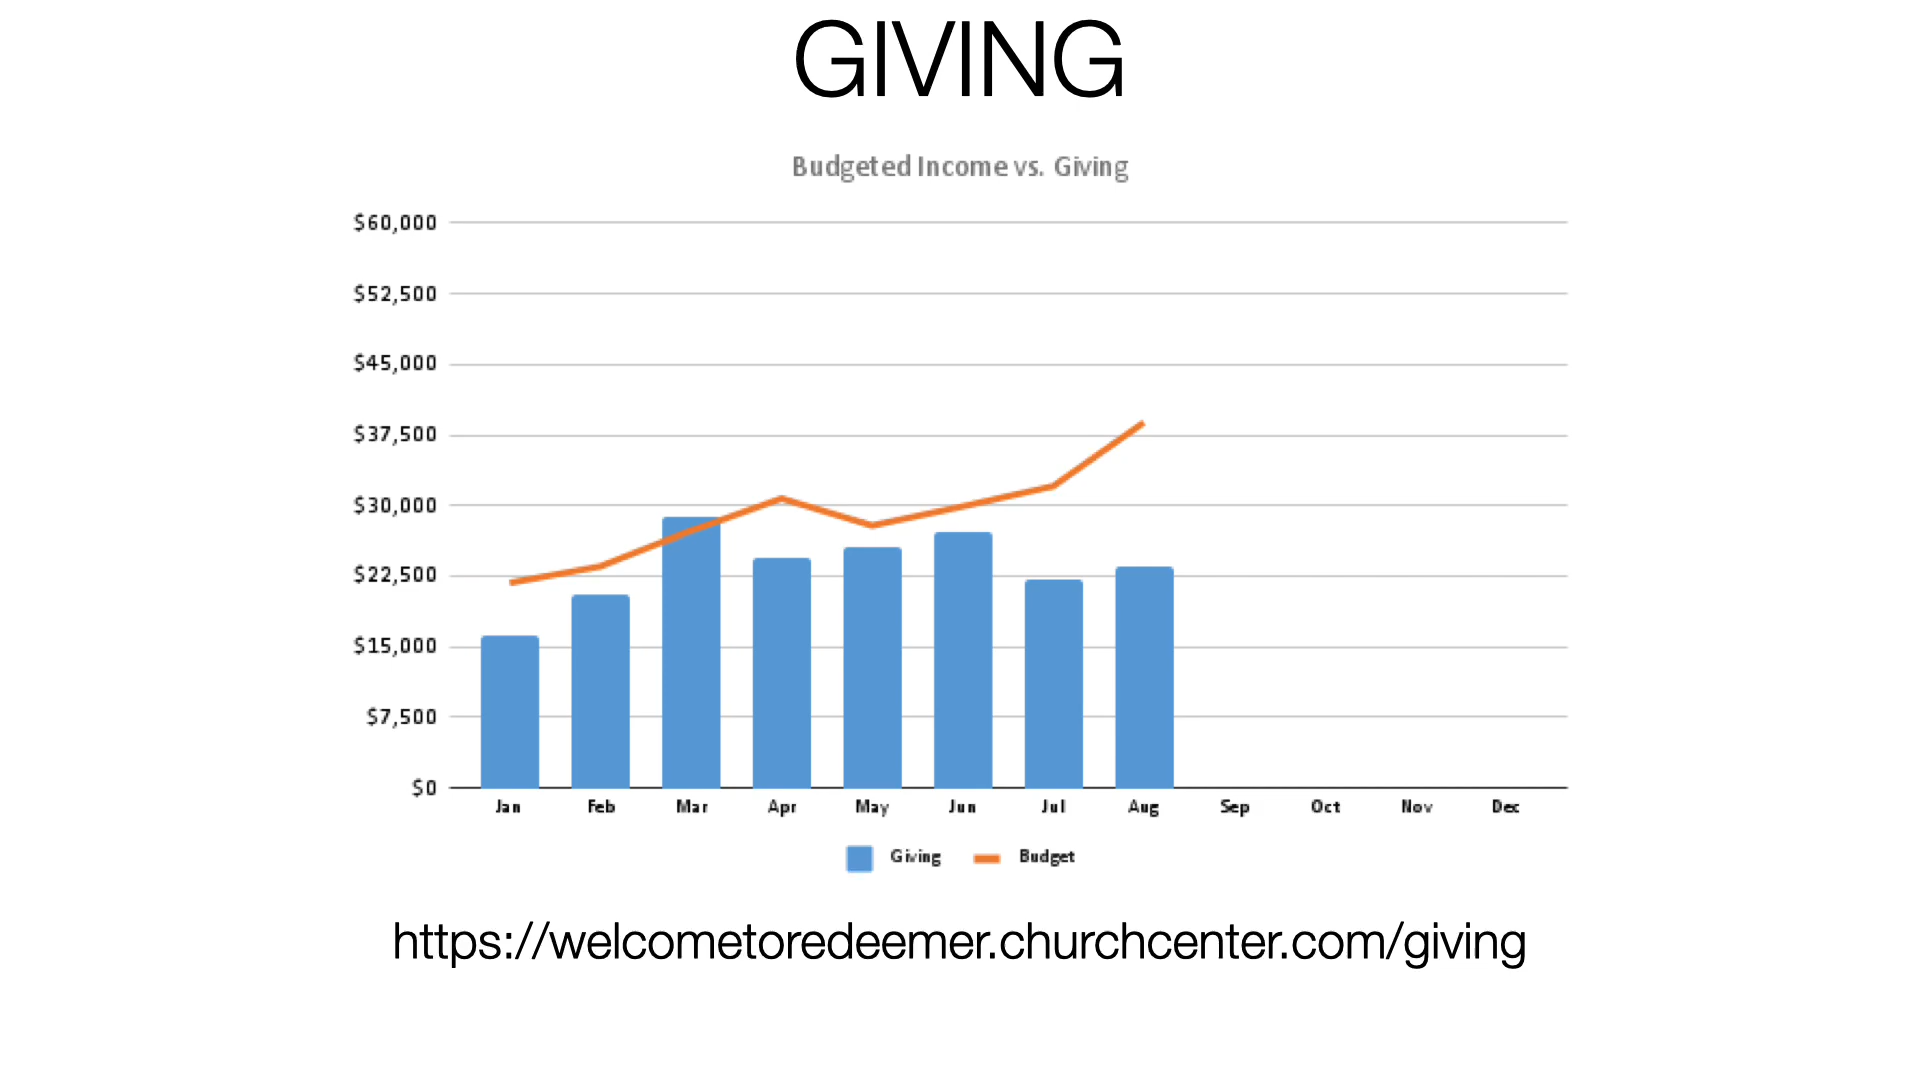 GIVING
Budgeted Income vs. Giving
$60,000
$52,500
$45,000
$37,500
$30,000
$22,500
$15,000
$7,500
$0
Jan Feb Mar Apr May Jun Jul Aug Sep Oct Nov Dec
Giving Budget
https://welcometoredeemer.churchcenter.com/giving